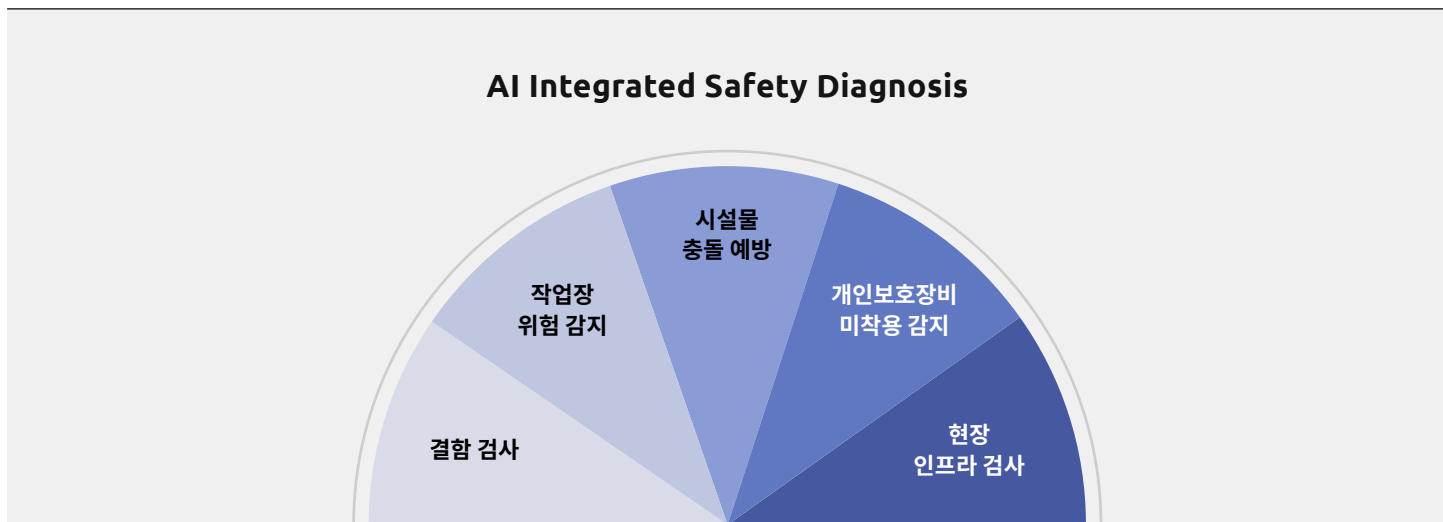 AI Integrated Safety Diagnosis
시설물
충돌 예방
작업장
위험 감지
개인보호장비
미착용 감지
결함 검사
현장
인프라 검사